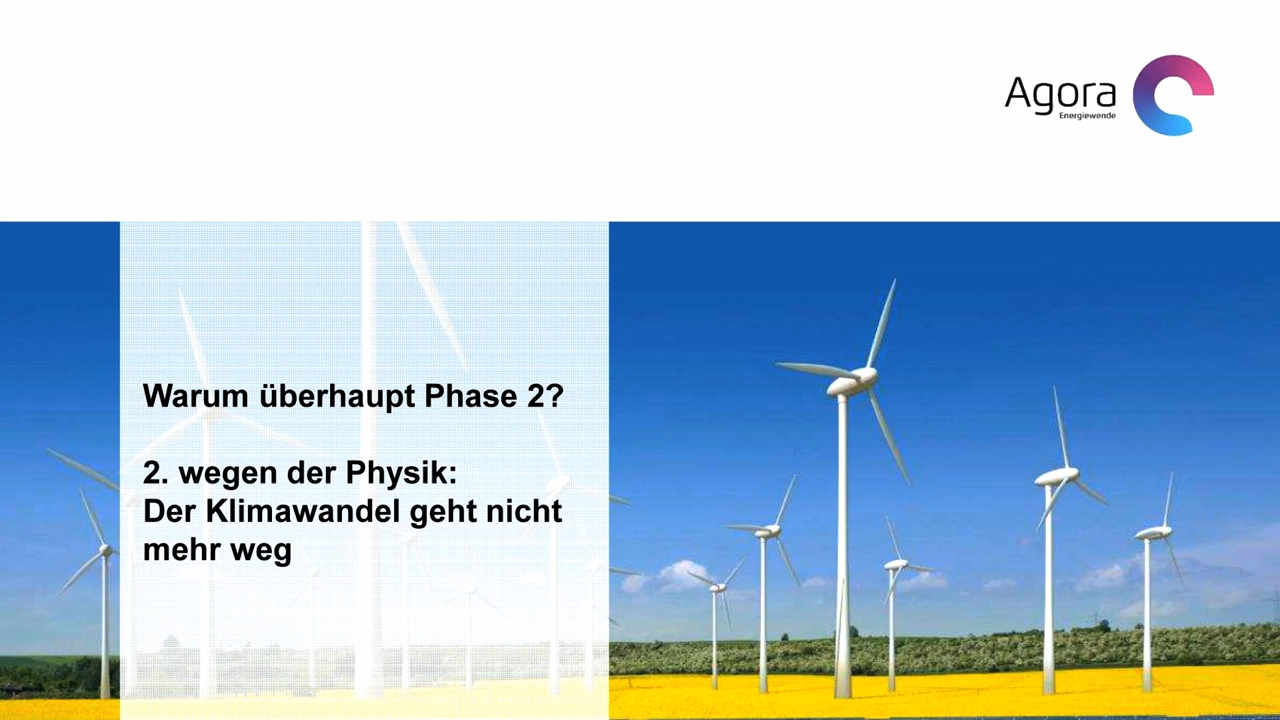 Agora
Energiewende
Warum überhaupt Phase 2?
2. wegen der Physik:
Der Klimawandel geht nicht
mehr weg